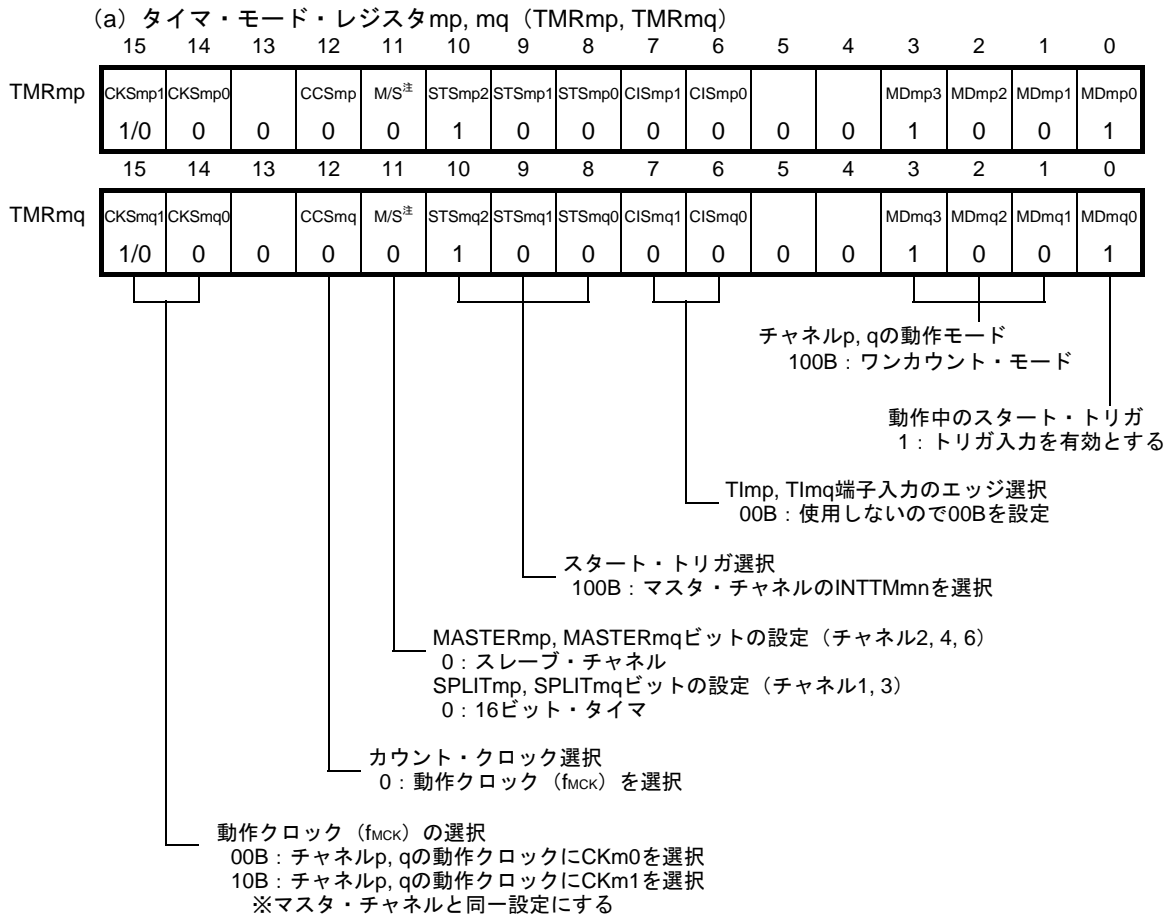 (a) タイマ・モード・レジスタmp, mq（TMRmp, TMRmq）
15 14 13 12 11 10 9 8 7 6 5 4 3 2 1 0
TMRmp CKSmp1 CKSmp0 CCSmp M/S注 STSmp2 STSmp1 STSmp0 CISmp1 CISmp0 MDmp3 MDmp2 MDmp1 MDmp0
1/0 0 0 0 0 1 0 0 0 0 0 0 1 0 0 1
15 14 13 12 11 10 9 8 7 6 5 4 3 2 1 0
TMRmq CKSmq1 CKSmq0 CCSmq M/S注 STSmq2 STSmq1 STSmq0 CISmq1 CISmq0 MDmq3 MDmq2 MDmq1 MDmq0
1/0 0 0 0 0 1 0 0 0 0 0 0 1 0 0 1
チャネルp, qの動作モード
100B：ワンカウント・モード
動作中のスタート・トリガ
1：トリガ入力を有効とする
TImp, TImq端子入力のエッジ選択
00B：使用しないので00Bを設定
スタート・トリガ選択
100B：マスタ・チャネルのINTTMmnを選択
MASTERmp, MASTERmqビットの設定（チャネル2, 4, 6）
0：スレーブ・チャネル
SPLITmp, SPLITmqビットの設定（チャネル1, 3）
0：16ビット・タイマ
カウント・クロック選択
0：動作クロック（fMCK）を選択
動作クロック（fMCK）の選択
00B：チャネルp, qの動作クロックにCKm0を選択
10B：チャネルp, qの動作クロックにCKm1を選択
※マスタ・チャネルと同一設定にする